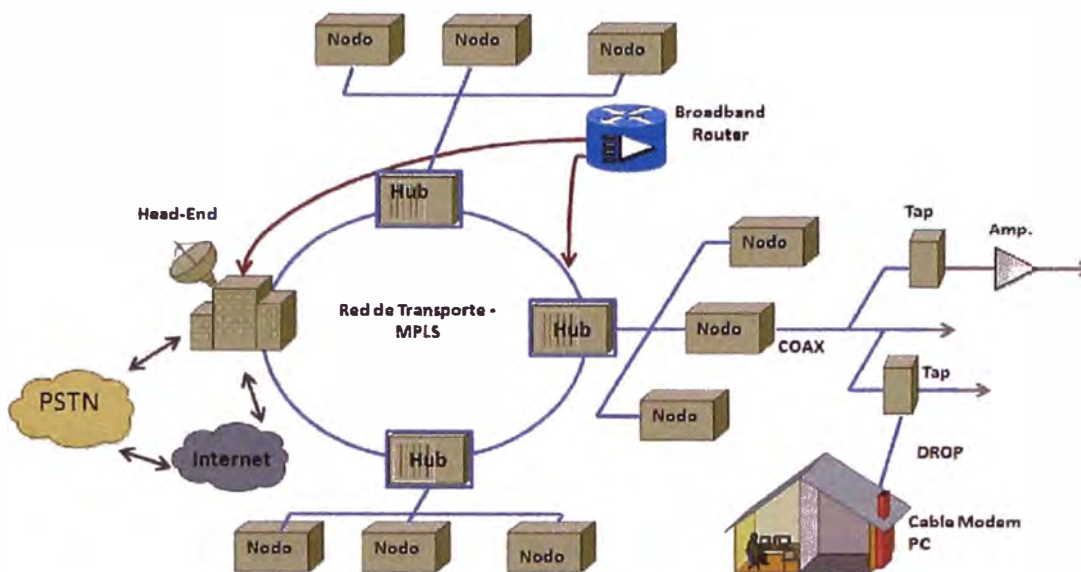 Nodo
Nodo
Nodo
Broadband
Router
Hub
Head-End
Tap
Amp.
Nodo
Red de Transporte -
MPLS
Hub
Nodo
COAX
Tap
PSTN
Nodo
Internet
Hub
DROP
Nodo
Nodo
Nodo
Cable Modem
PC